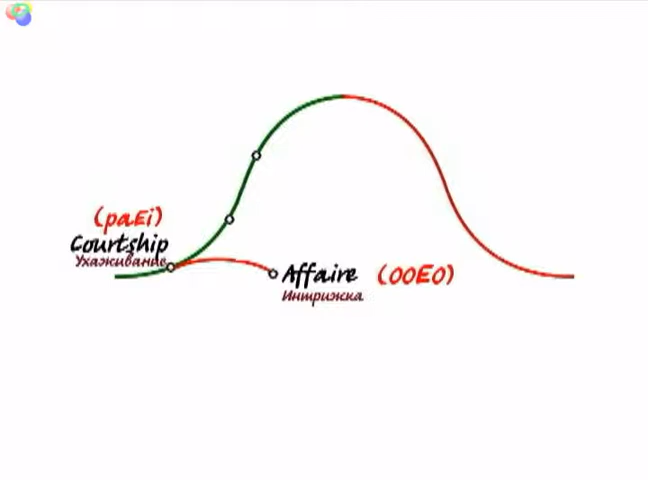 (paEi)
Courtship
Ухаживание
Affaire (00E0)
Интрижка